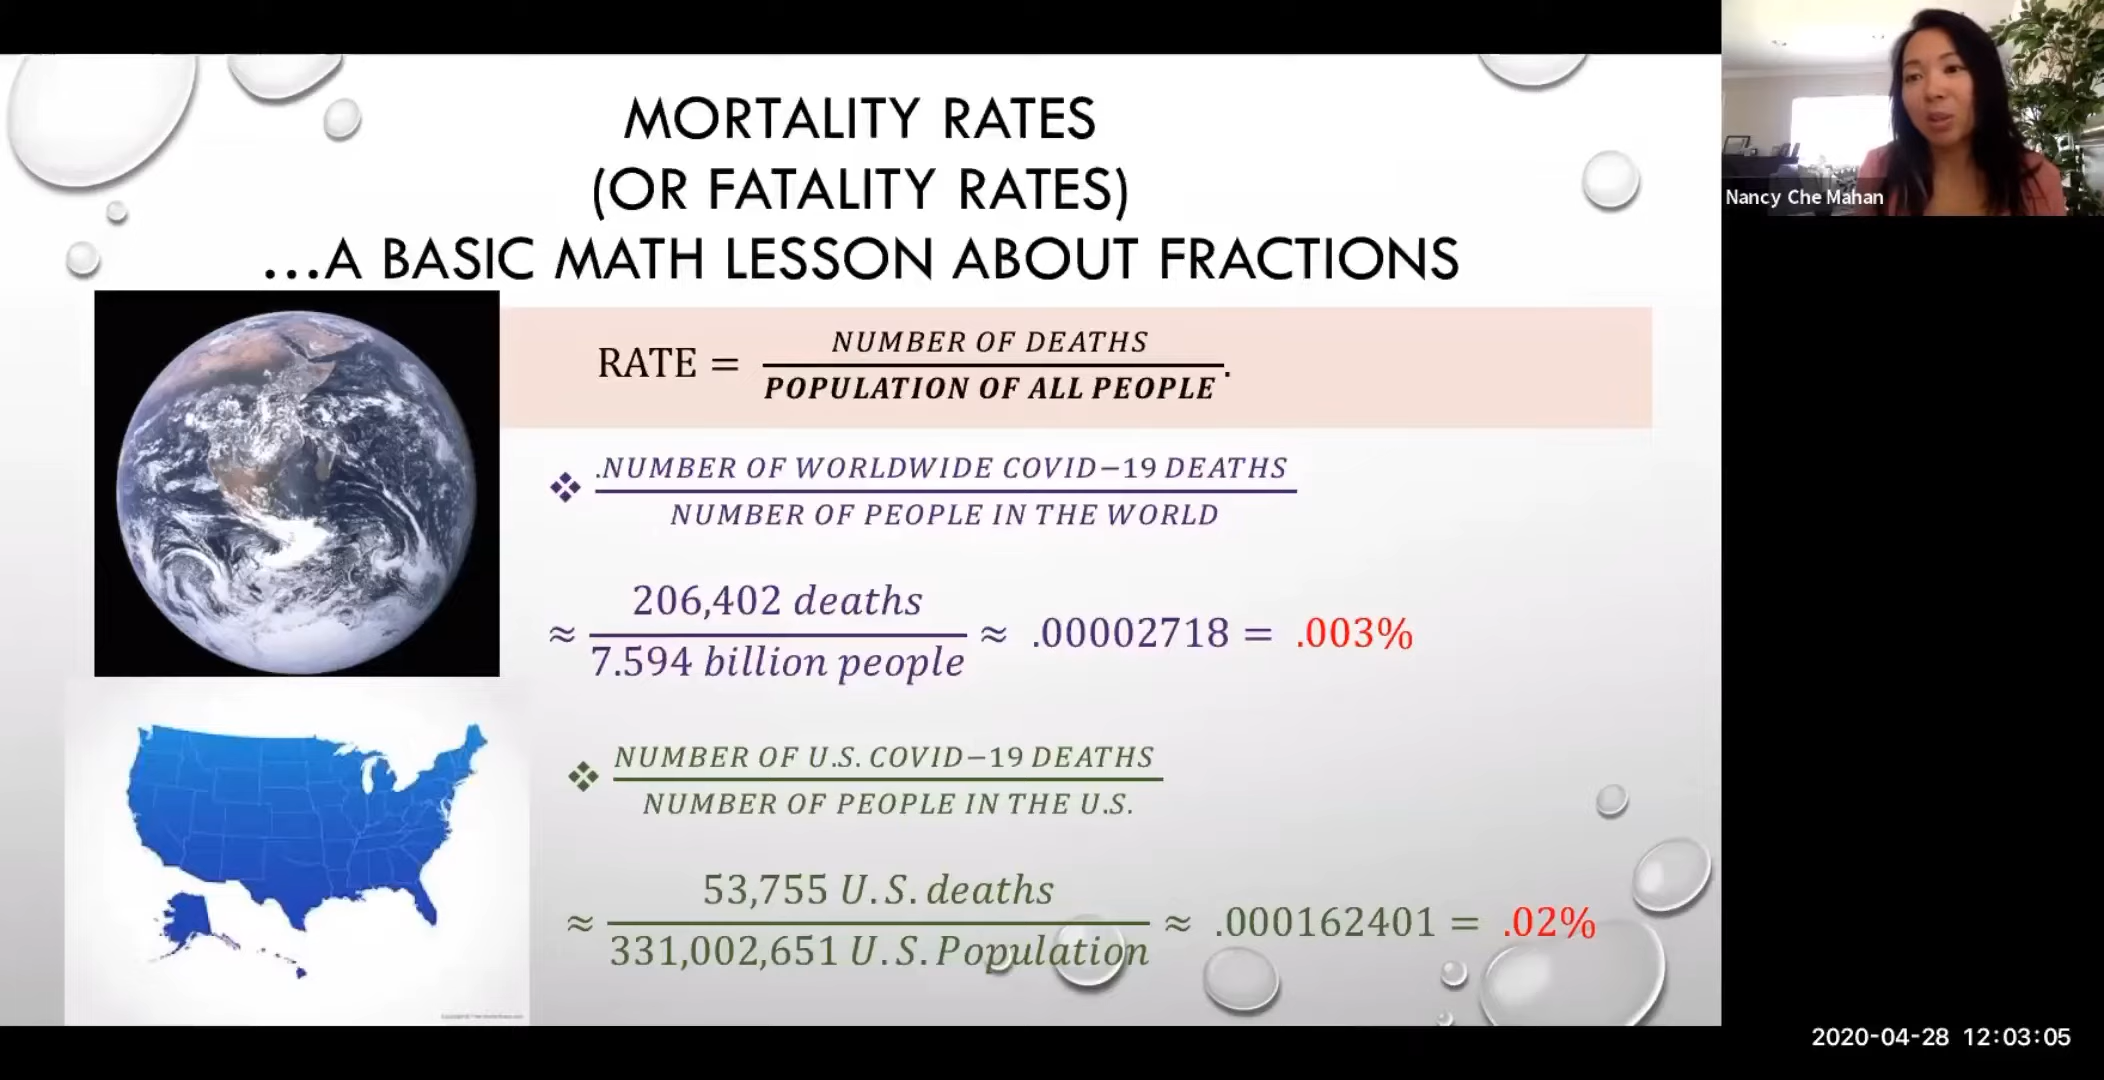 MORTALITY RATES
(OR FATALITY RATES)
...A BASIC MATH LESSON ABOUT FRACTIONS
Nancy Che Mahan
NUMBER OF DEATHS
RATE =
POPULATION OF ALL PEOPLE.
.NUMBER OF WORLDWIDE COVID−19 DEATHS
NUMBER OF PEOPLE IN THE WORLD
206,402 deaths
≈ ≈ .00002718 = .003%
7.594 billion people
NUMBER OF U.S. COVID−19 DEATHS
NUMBER OF PEOPLE IN THE U.S.
53,755 U.S. deaths
≈ ≈ .000162401 = .02%
331,002,651 U.S. Population
2020-04-28 12:03:05